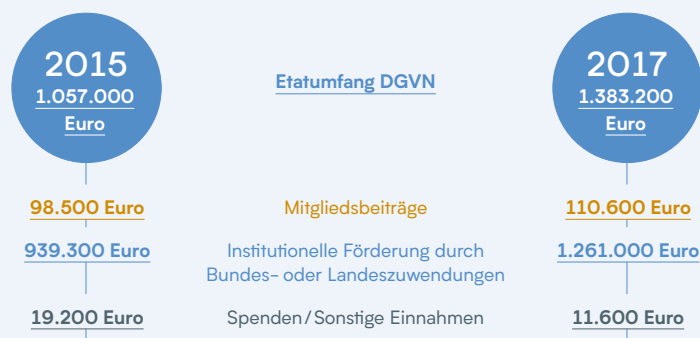 2015
1.057.000
Euro
Etatumfang DGVN
2017
1.383.200
Euro
98.500 Euro
Mitgliedsbeiträge
110.600 Euro
939.300 Euro
Institutionelle Förderung durch
Bundes- oder Landeszuwendungen
1.261.000 Euro
19.200 Euro
Spenden/Sonstige Einnahmen
11.600 Euro